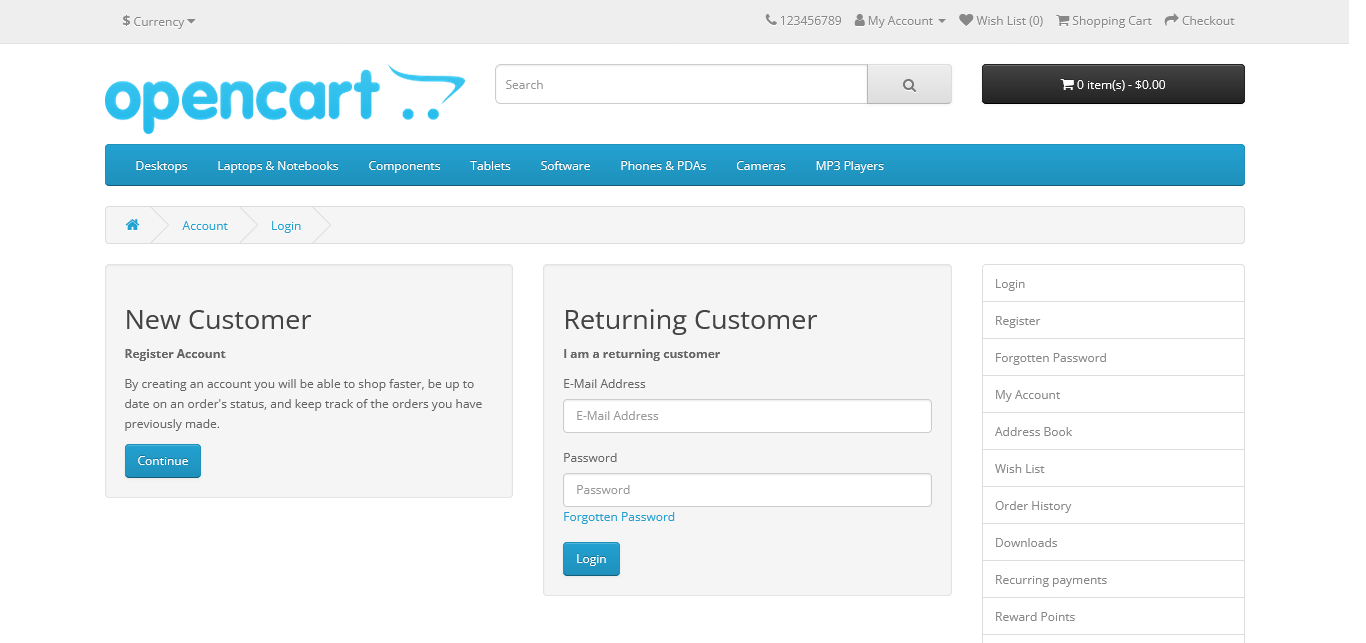 $ Currency
123456789 My Account Wish List (0) Shopping Cart Checkout
opencart
Search
0 item(s) - $0.00
Desktops Laptops & Notebooks Components Tablets Software Phones & PDAs Cameras MP3 Players
Account Login
New Customer
Register Account
By creating an account you will be able to shop faster, be up to
date on an order's status, and keep track of the orders you have
previously made.
Continue
Returning Customer
I am a returning customer
E-Mail Address
E-Mail Address
Password
Password
Forgotten Password
Login
Login
Register
Forgotten Password
My Account
Address Book
Wish List
Order History
Downloads
Recurring payments
Reward Points